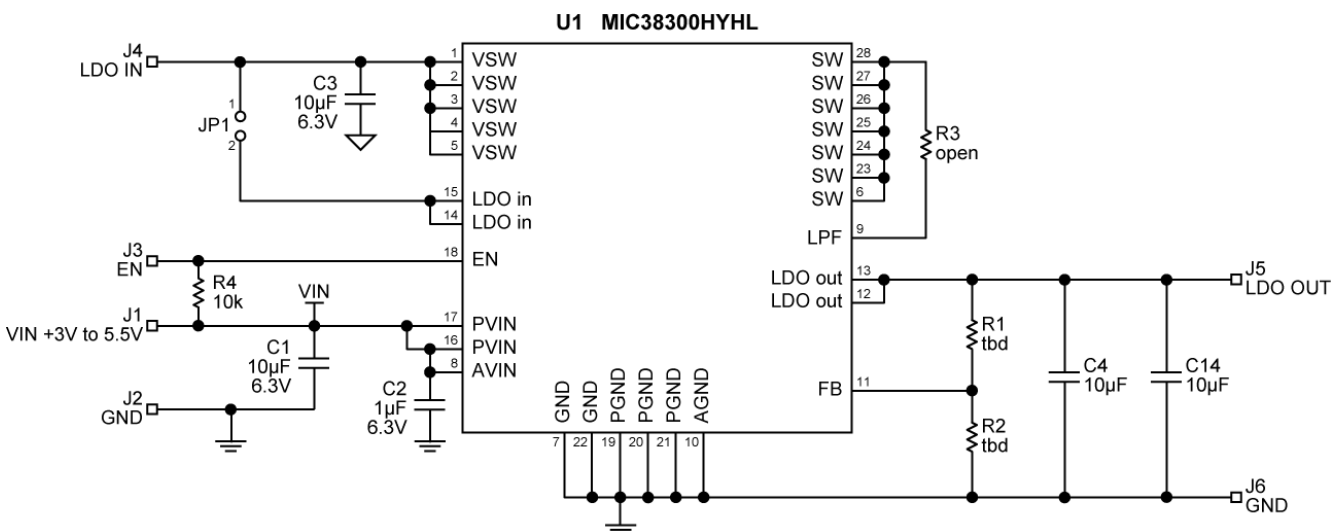 U1 MIC38300HYHL
J4
LDO IN
1
JP1
2
C3
10µF
6.3V
1 VSW
2 VSW
3 VSW
4 VSW
5 VSW
15 LDO in
14 LDO in
J3
EN
18 EN
R4
10k
VIN
J1
VIN +3V to 5.5V
17 PVIN
16 PVIN
8 AVIN
C1
10µF
6.3V
C2
1µF
6.3V
J2
GND
GND
GND
PGND
PGND
PGND
AGND
7
22
19
20
21
10
SW 28
SW 27
SW 26
SW 25
SW 24
SW 23
SW 6
R3
open
LPF 9
LDO out 13
LDO out 12
J5
LDO OUT
R1
tbd
FB 11
R2
tbd
C4
10µF
C14
10µF
J6
GND